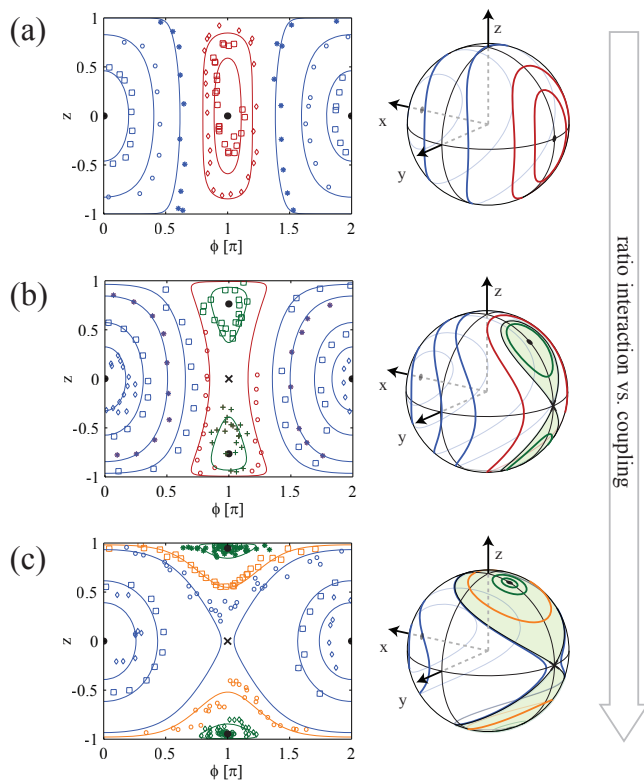 (a)
z
1
0.5
0
-0.5
-1
0 0.5 1 1.5 2
ϕ [π]
z
x
y
(b)
z
1
0.5
0
-0.5
-1
0 0.5 1 1.5 2
ϕ [π]
z
x
y
(c)
z
1
0.5
0
-0.5
-1
0 0.5 1 1.5 2
ϕ [π]
z
x
y
ratio interaction vs. coupling